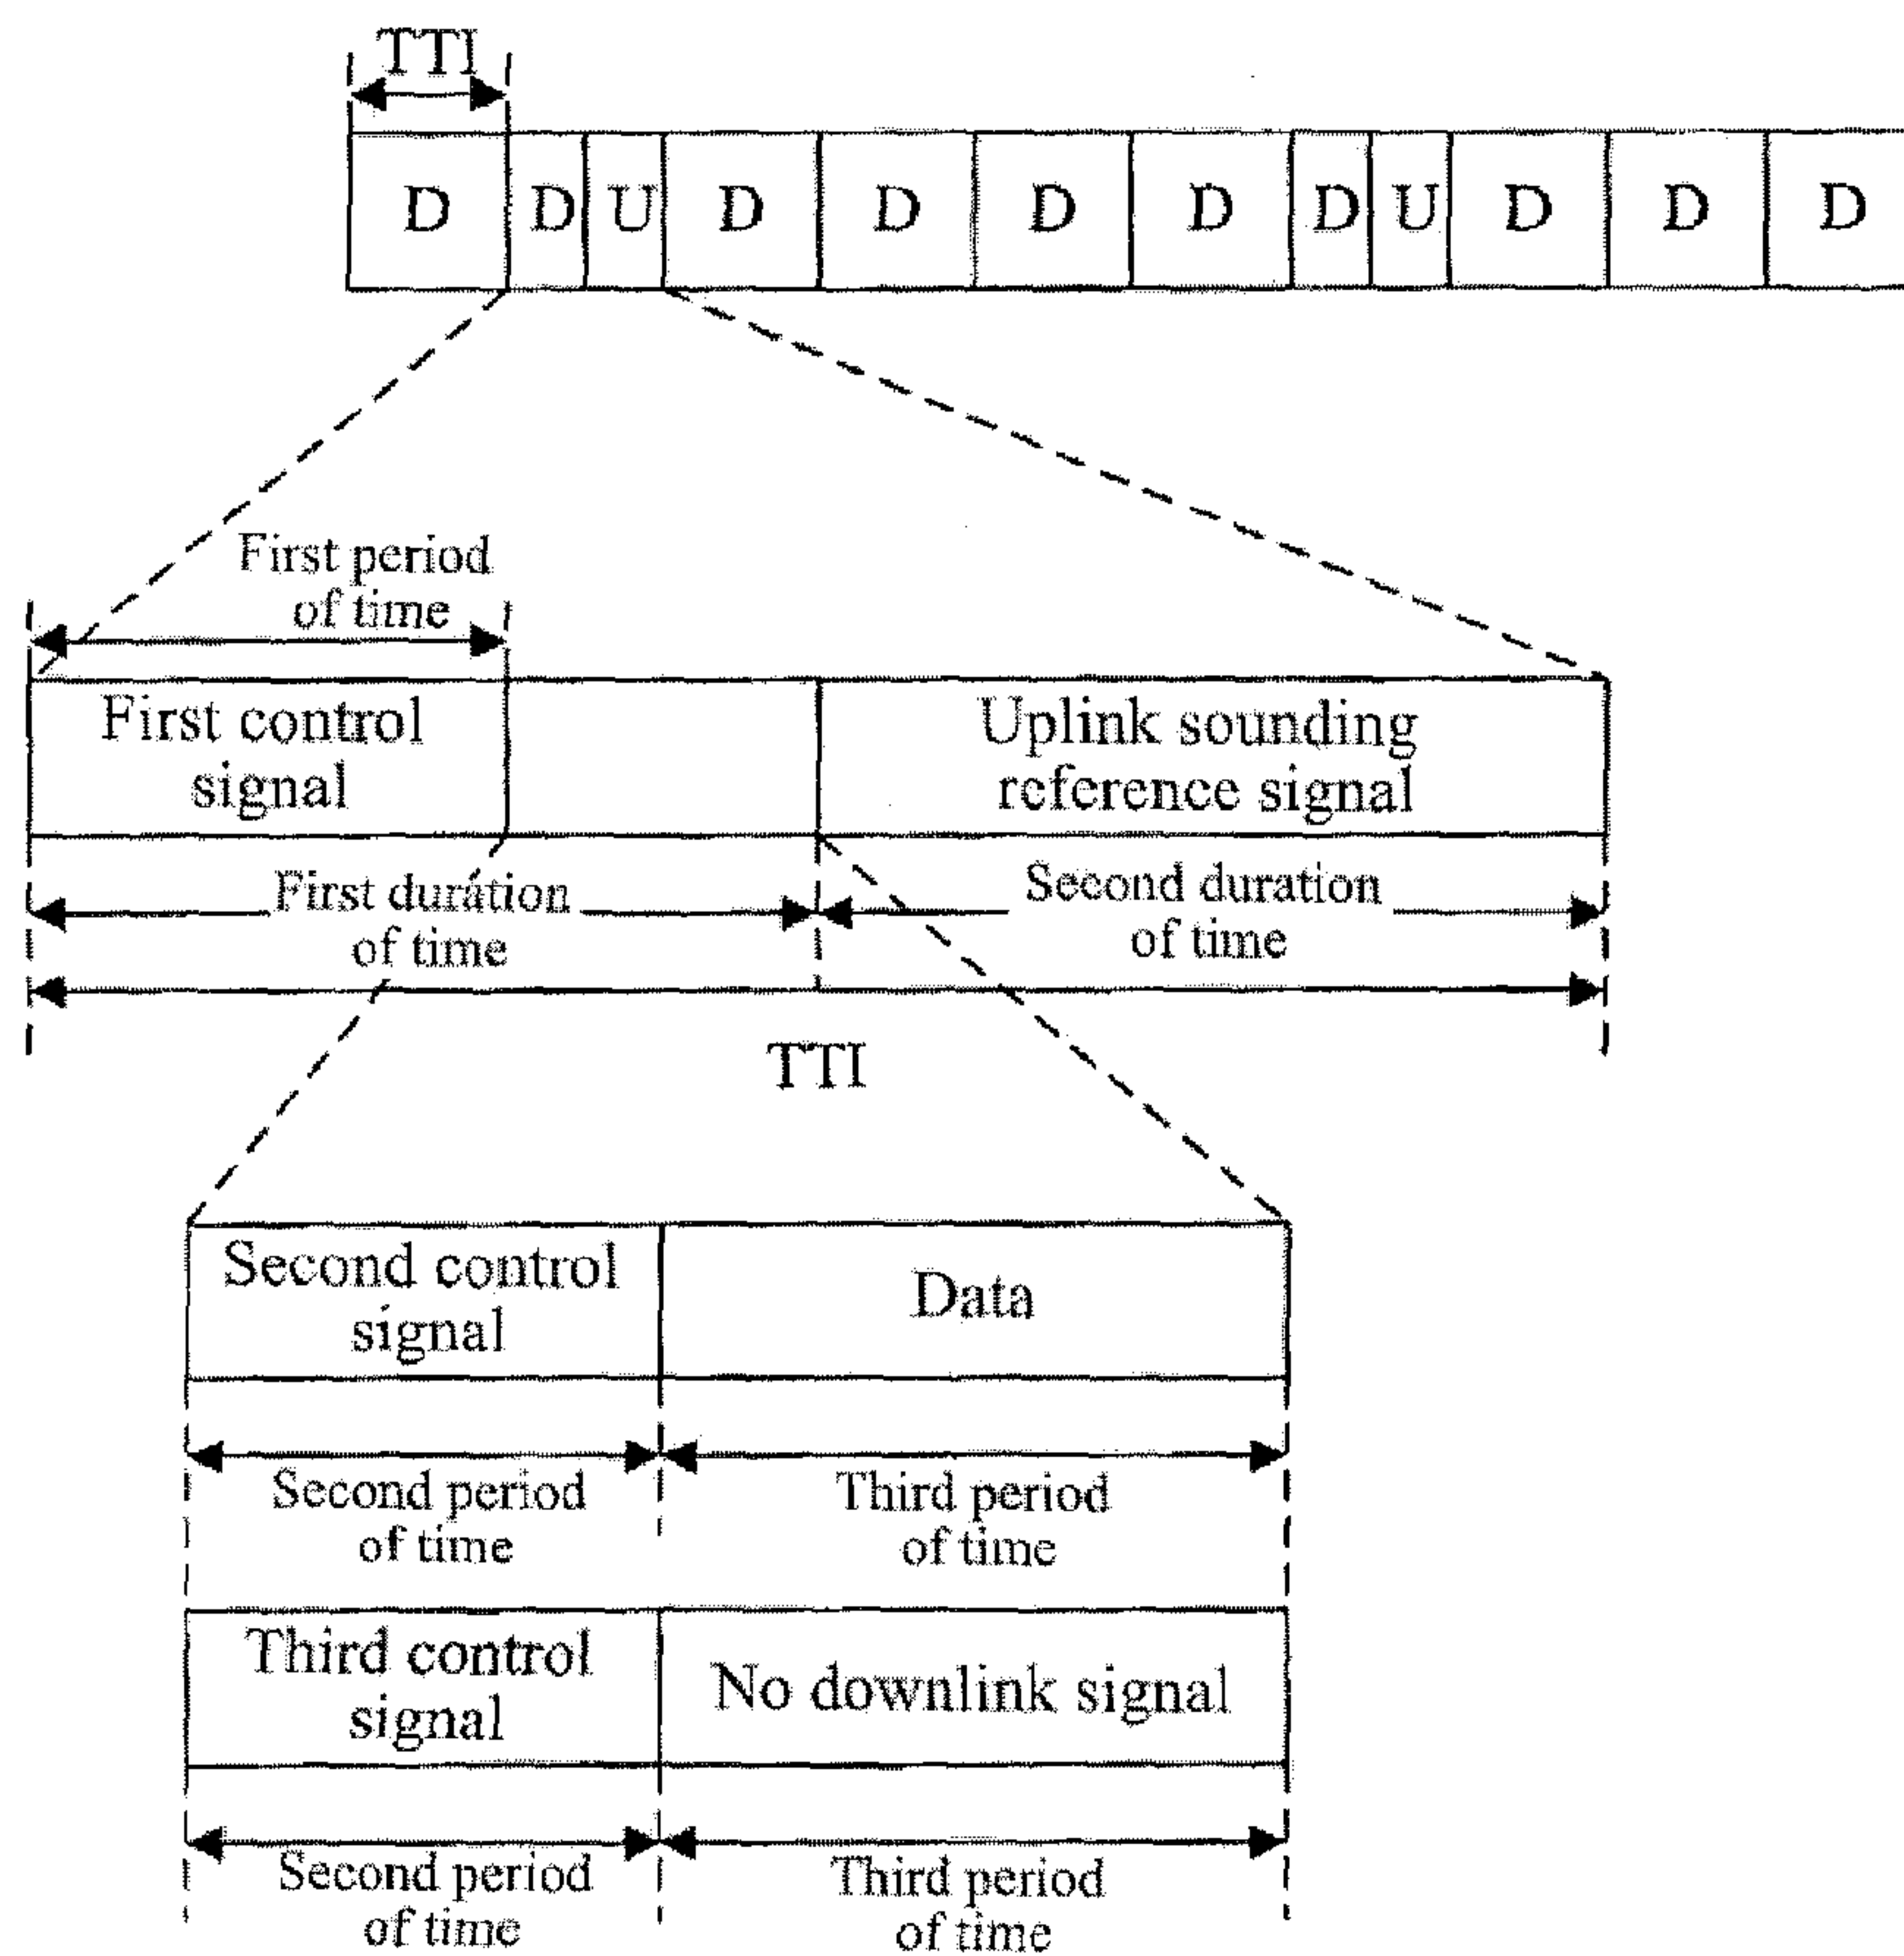 TTI
D D U D D D D D U D D D
First period
of time
First control
signal
Uplink sounding
reference signal
First duration
of time
Second duration
of time
TTI
Second control
signal
Data
Second period
of time
Third period
of time
Third control
signal
No downlink signal
Second period
of time
Third period
of time